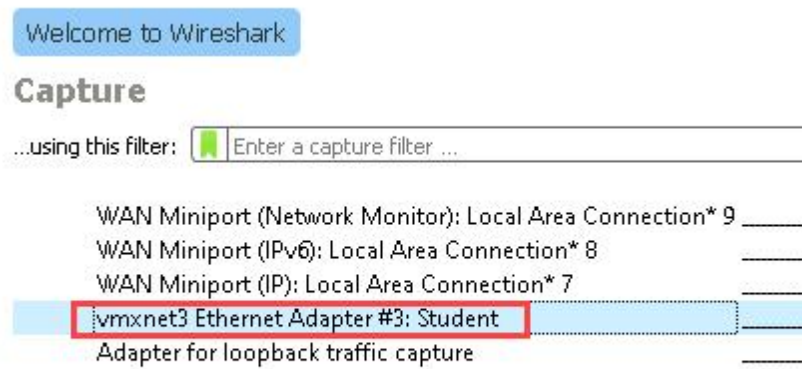 Welcome to Wireshark
Capture
...using this filter: Enter a capture filter ...
WAN Miniport (Network Monitor): Local Area Connection* 9
WAN Miniport (IPv6): Local Area Connection* 8
WAN Miniport (IP): Local Area Connection* 7
vmxnet3 Ethernet Adapter #3: Student
Adapter for loopback traffic capture